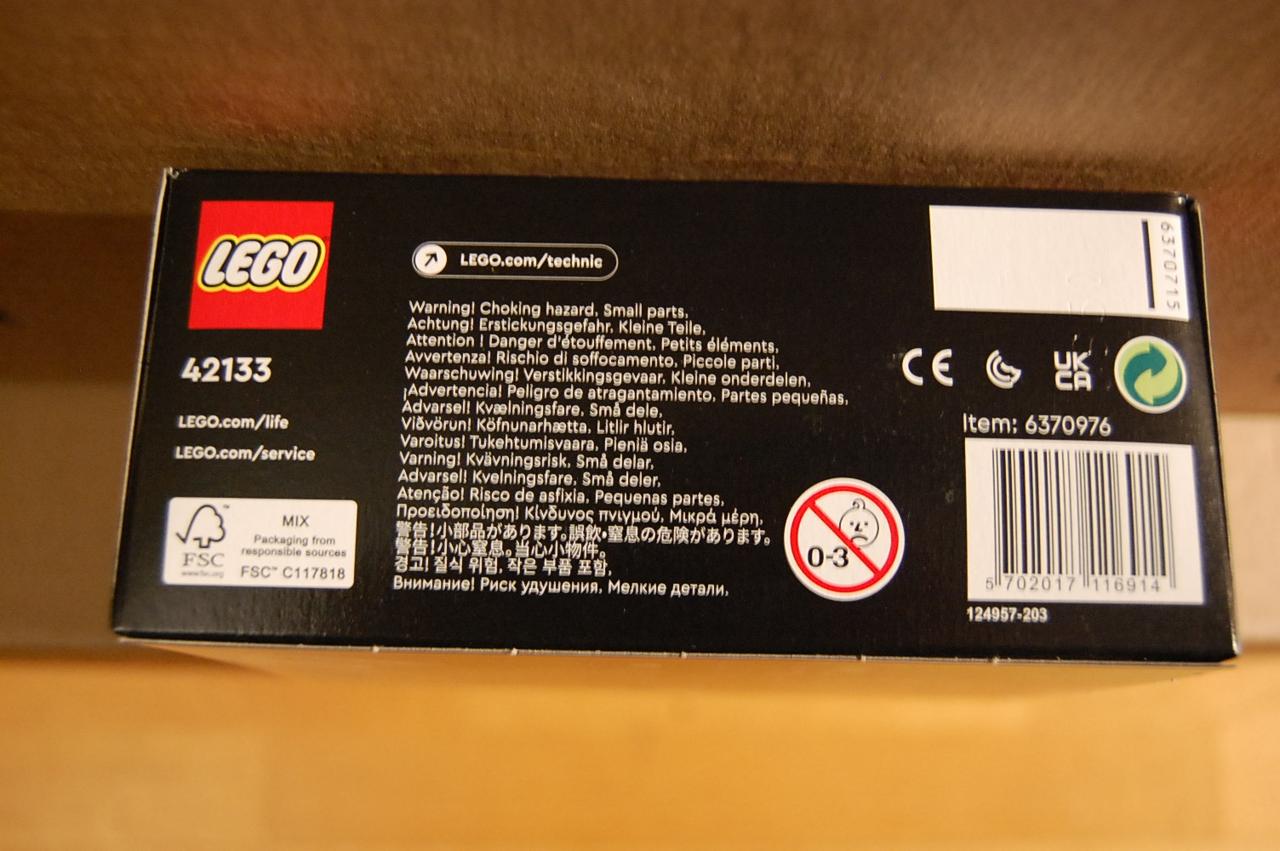 LEGO
42133
LEGO.com/life
LEGO.com/service
FSC™
www.fsc.org
MIX
Packaging from
responsible sources
FSC™ C117818
LEGO.com/technic
Warning! Choking hazard. Small parts.
Achtung! Erstickungsgefahr. Kleine Teile.
Attention ! Danger d'étouffement. Petits éléments.
Avvertenza! Rischio di soffocamento. Piccole parti.
Waarschuwing! Verstikkingsgevaar. Kleine onderdelen.
¡Advertencia! Peligro de atragantamiento. Partes pequeñas.
Advarsel! Kvælningsfare. Små dele.
Viðvörun! Köfnunarhætta. Litlir hlutir.
Varoitus! Tukehtumisvaara. Pieniä osia.
Varning! Kvävningsrisk. Små delar.
Advarsel! Kvelningsfare. Små deler.
Atenção! Risco de asfixia. Pequenas partes.
Προειδοποίηση! Κίνδυνος πνιγμού. Μικρά μέρη.
警告!小部品があります。誤飲•窒息の危険があります。
警告!小心窒息。当心小物件。
경고! 질식 위험. 작은 부품 포함.
Внимание! Риск удушения. Мелкие детали.
0-3
6370715
CE
UK
CA
Item: 6370976
5 702017 116914
124957-203